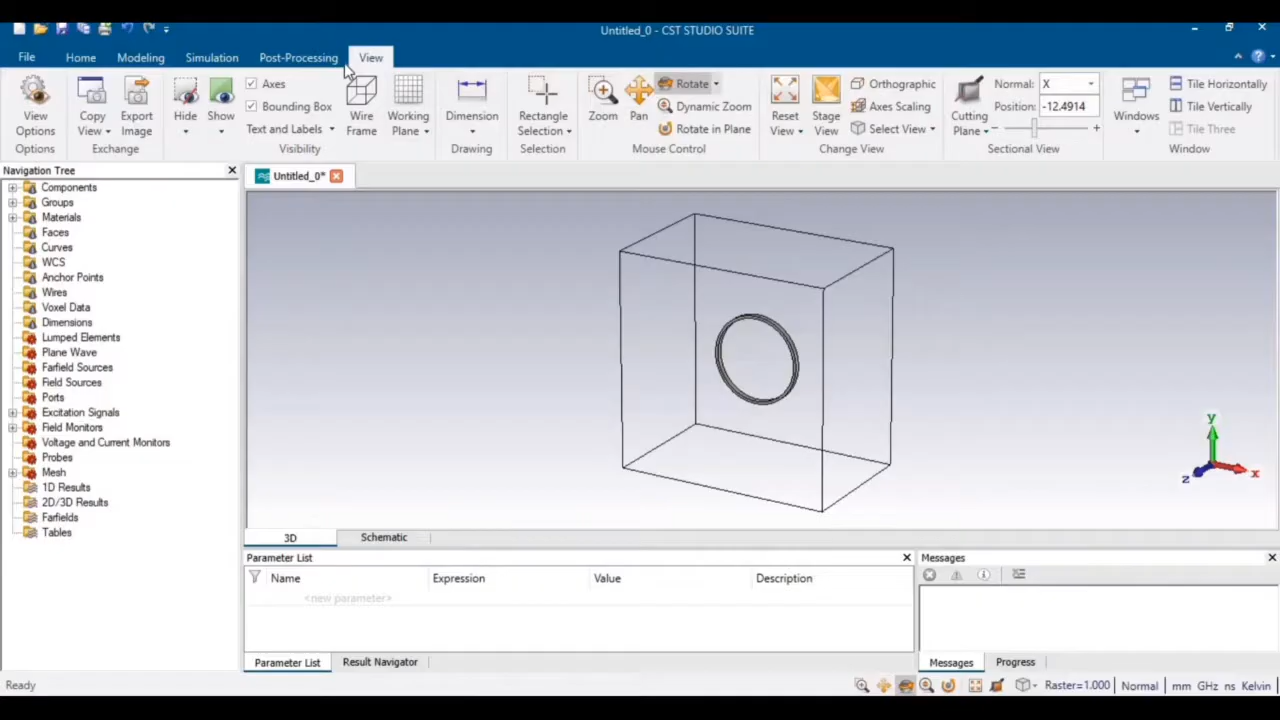 Untitled_0 - CST STUDIO SUITE
File Home Modeling Simulation Post-Processing View
View Options
Options
Copy View
Export Image
Exchange
Hide
Show
Axes
Bounding Box
Text and Labels
Wire Frame
Working Plane
Visibility
Dimension
Drawing
Rectangle Selection
Selection
Zoom
Pan
Rotate
Dynamic Zoom
Rotate in Plane
Mouse Control
Reset View
Stage View
Orthographic
Axes Scaling
Select View
Change View
Cutting Plane
Normal: X
Position: -12.4914
- +
Sectional View
Windows
Tile Horizontally
Tile Vertically
Tile Three
Window
Navigation Tree
Components
Groups
Materials
Faces
Curves
WCS
Anchor Points
Wires
Voxel Data
Dimensions
Lumped Elements
Plane Wave
Farfield Sources
Field Sources
Ports
Excitation Signals
Field Monitors
Voltage and Current Monitors
Probes
Mesh
1D Results
2D/3D Results
Farfields
Tables
Untitled_0*
y
z
x
3D Schematic
Parameter List
Name Expression Value Description
<new parameter>
Parameter List Result Navigator
Messages
Messages Progress
Ready
Raster=1.000 Normal mm GHz ns Kelvin